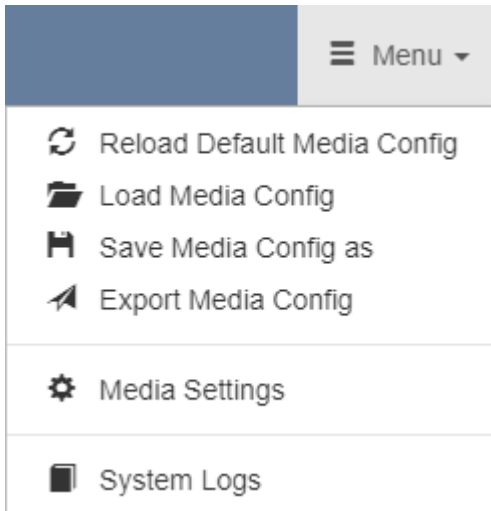 Menu
Reload Default Media Config
Load Media Config
Save Media Config as
Export Media Config
Media Settings
System Logs